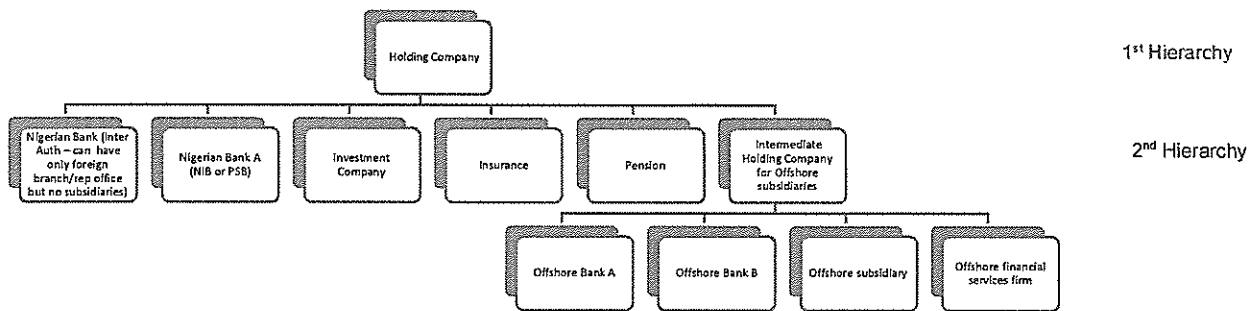 Holding Company
1st Hierarchy
Nigerian Bank (Inter
Auth – can have
only foreign
branch/rep office
but no subsidiaries)
Nigerian Bank A
(NIB or PSB)
Investment
Company
Insurance
Pension
Intermediate
Holding Company
for Offshore
subsidiaries
2nd Hierarchy
Offshore Bank A
Offshore Bank B
Offshore subsidiary
Offshore financial
services firm